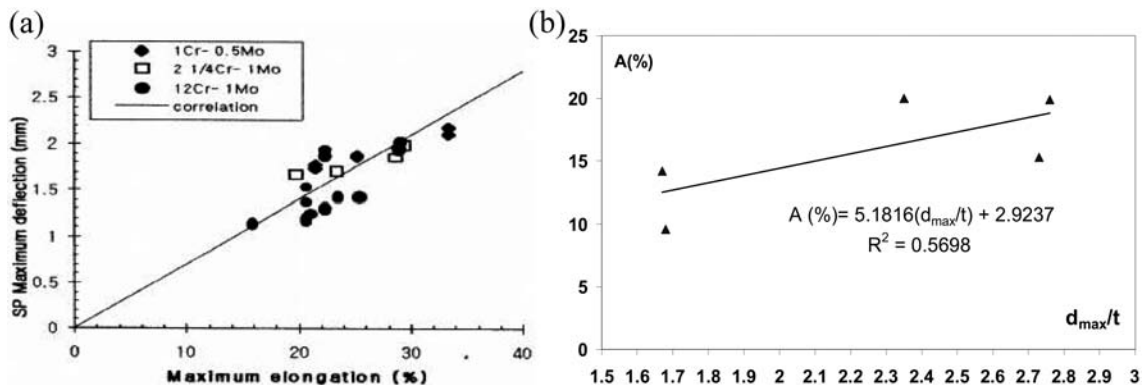 (a)
1Cr- 0.5Mo
2 1/4Cr- 1Mo
12Cr- 1Mo
correlation
3
2.5
2
1.5
1
0.5
0
SP Maximum deflection (mm)
0 10 20 30 40
Maximum elongation (%)
(b)
A(%)
25
20
15
10
5
0
A (%)= 5.1816(dmax/t) + 2.9237
R² = 0.5698
dmax/t
1.5 1.6 1.7 1.8 1.9 2 2.1 2.2 2.3 2.4 2.5 2.6 2.7 2.8 2.9 3